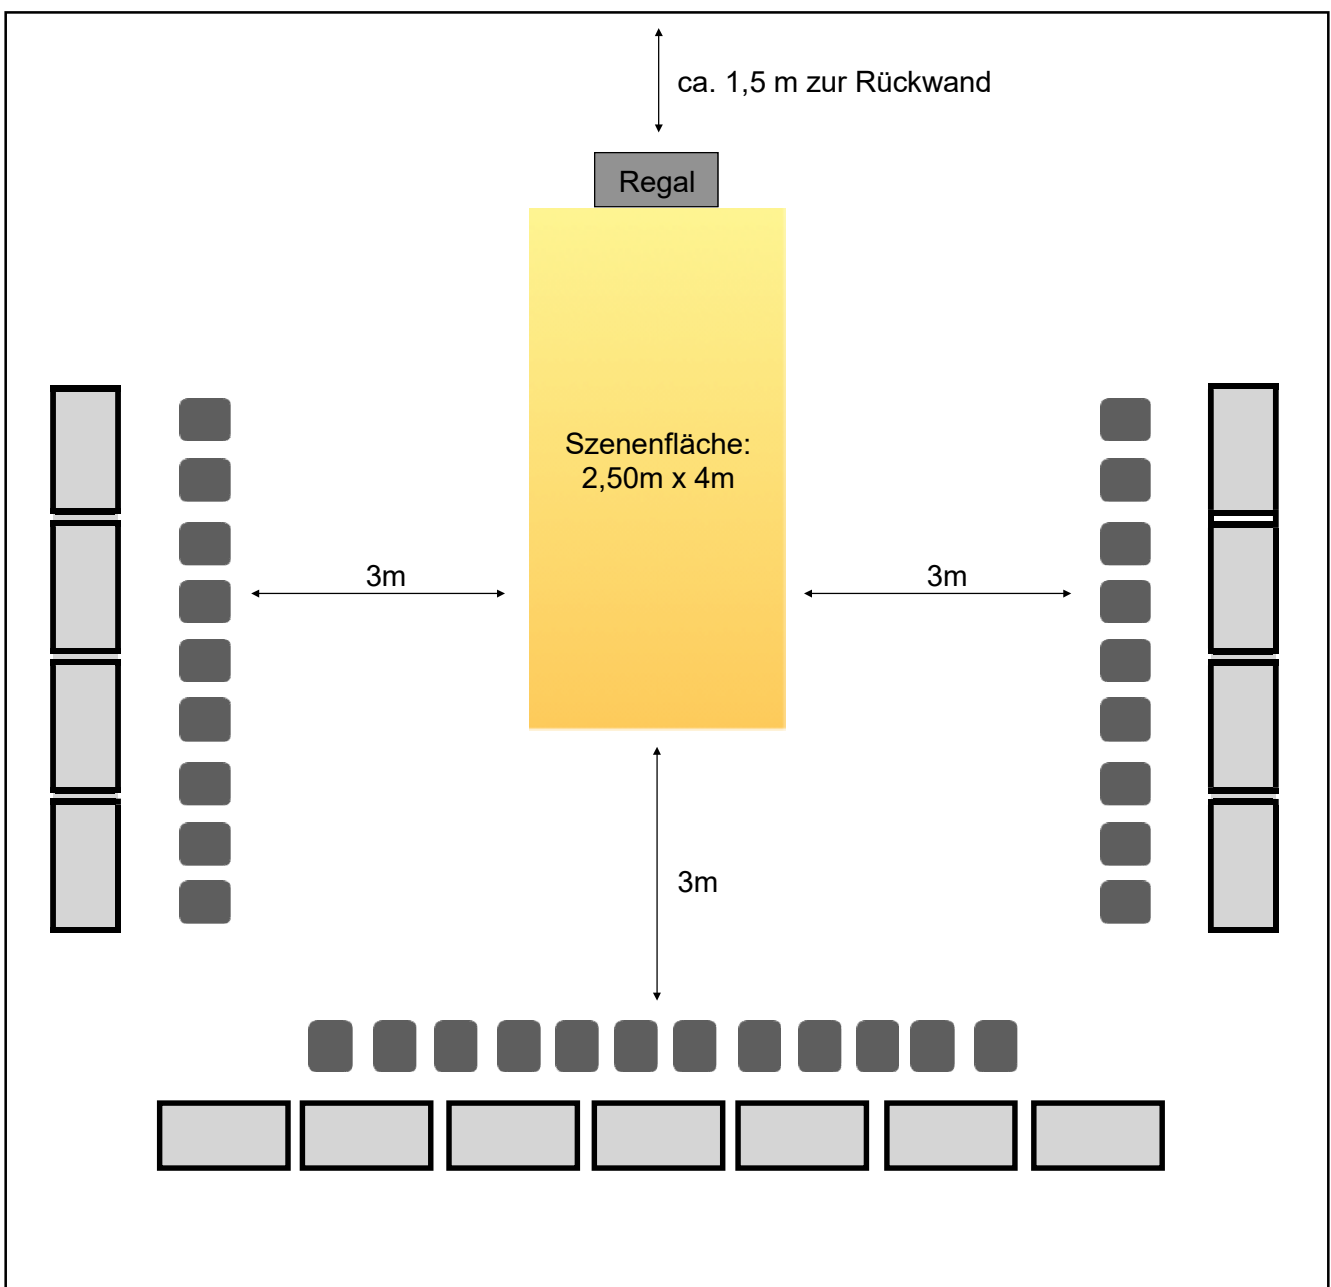 ca. 1,5 m zur Rückwand
Regal
Szenenfläche:
2,50m x 4m
3m
3m
3m